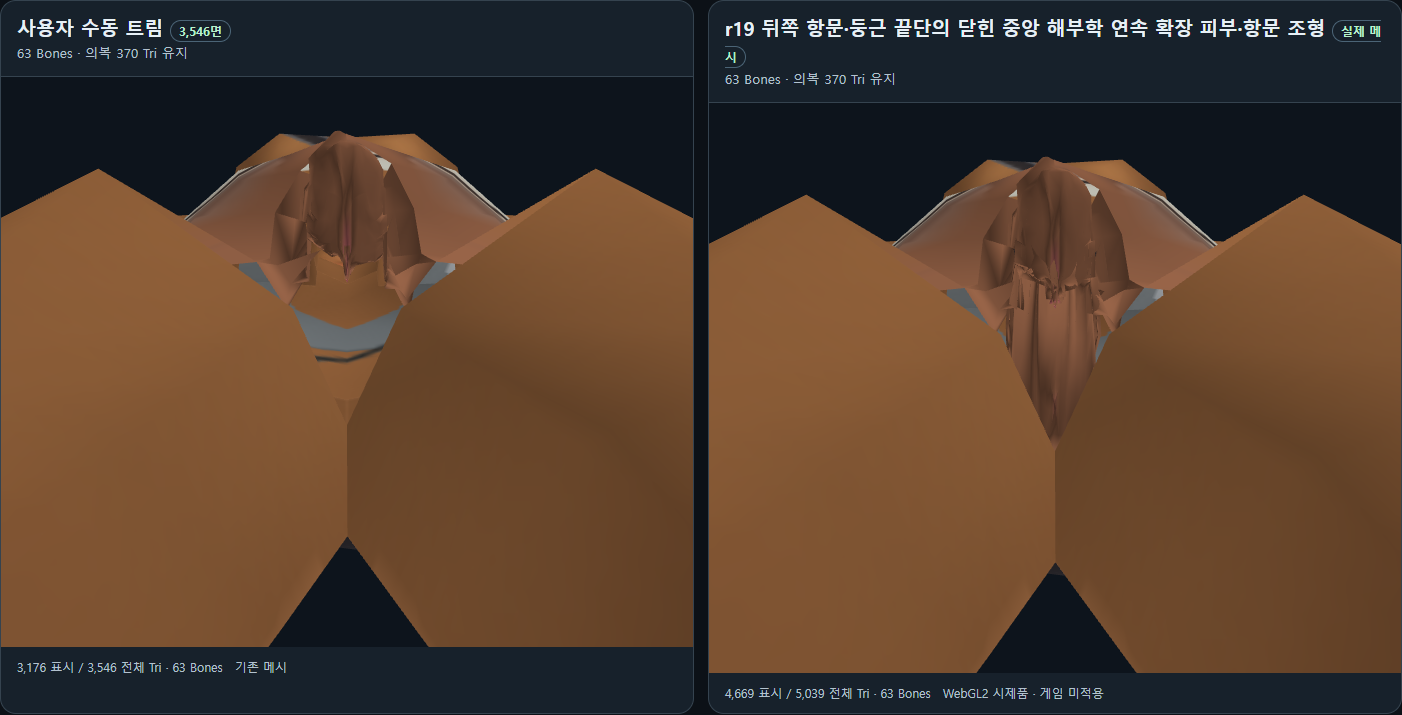 사용자 수동 트림 3,546면
63 Bones · 의복 370 Tri 유지
3,176 표시 / 3,546 전체 Tri · 63 Bones 기존 메시
r19 뒤쪽 항문·둥근 끝단의 닫힌 중앙 해부학 연속 확장 피부·항문 조형 실제 메
시
63 Bones · 의복 370 Tri 유지
4,669 표시 / 5,039 전체 Tri · 63 Bones WebGL2 시제품 · 게임 미적용